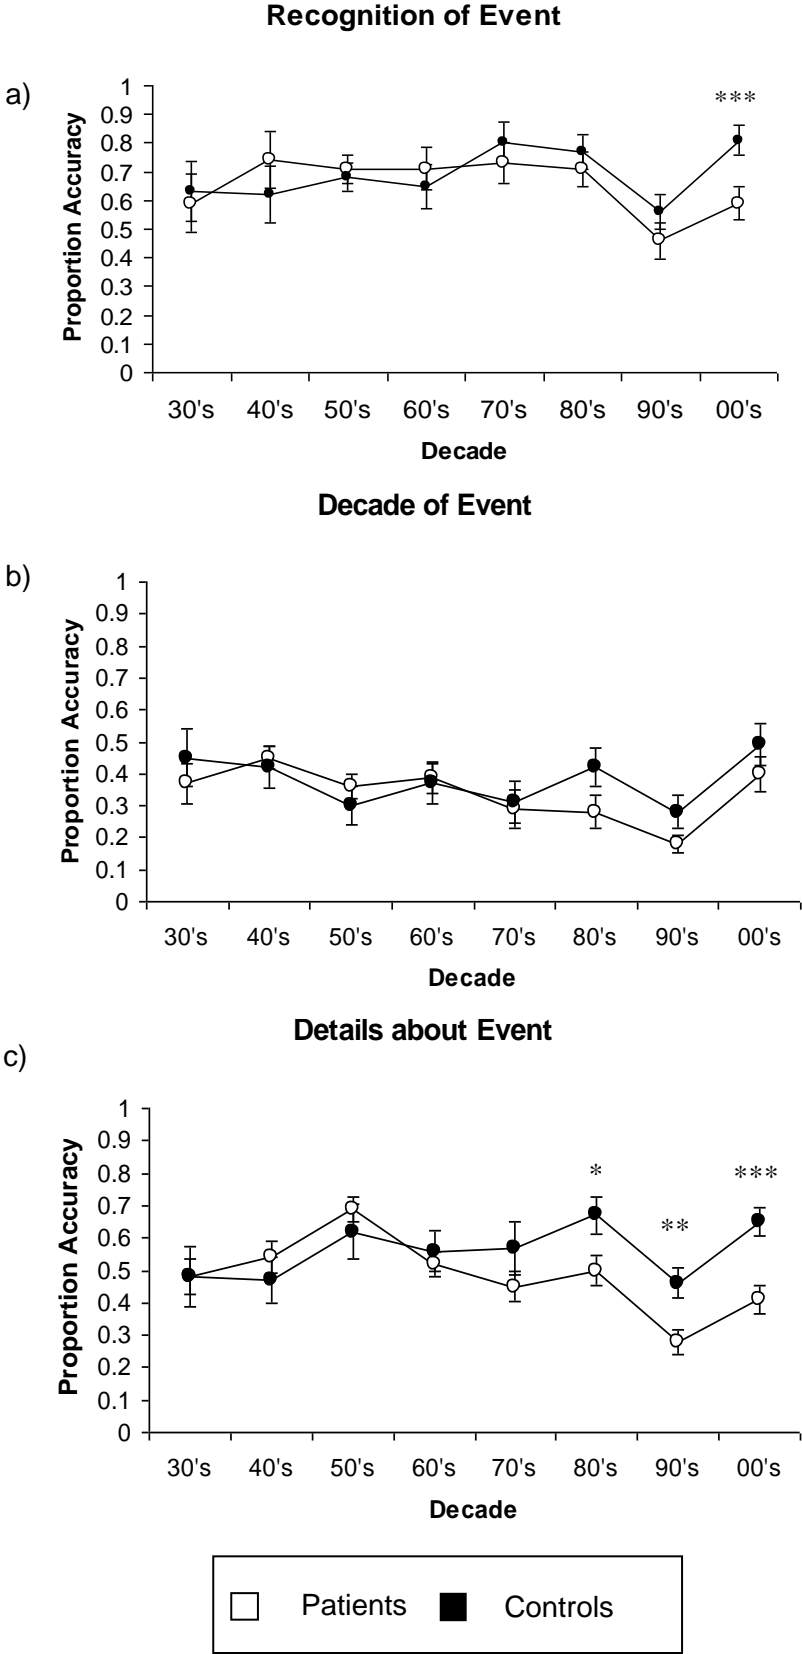 Recognition of Event
a)
***
1
0.9
0.8
0.7
0.6
0.5
0.4
0.3
0.2
0.1
0
Proportion Accuracy
30's 40's 50's 60's 70's 80's 90's 00's
Decade
Decade of Event
b)
1
0.9
0.8
0.7
0.6
0.5
0.4
0.3
0.2
0.1
0
Proportion Accuracy
30's 40's 50's 60's 70's 80's 90's 00's
Decade
Details about Event
c)
1
0.9
0.8
0.7
0.6
0.5
0.4
0.3
0.2
0.1
0
Proportion Accuracy
* ** ***
30's 40's 50's 60's 70's 80's 90's 00's
Decade
Patients Controls